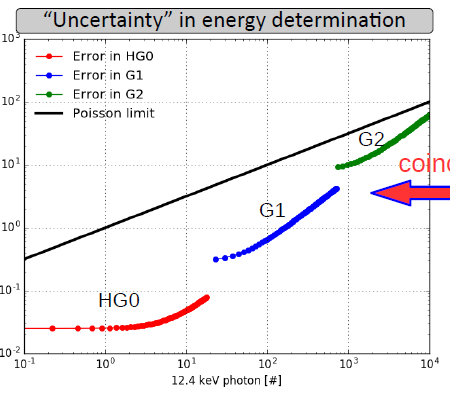 “Uncertainty” in energy determination
10³
Error in HG0
Error in G1
Error in G2
Poisson limit
10²
G2
10¹
G1
10⁰
10⁻¹
HG0
10⁻²
10⁻¹ 10⁰ 10¹ 10² 10³ 10⁴
12.4 keV photon [#]